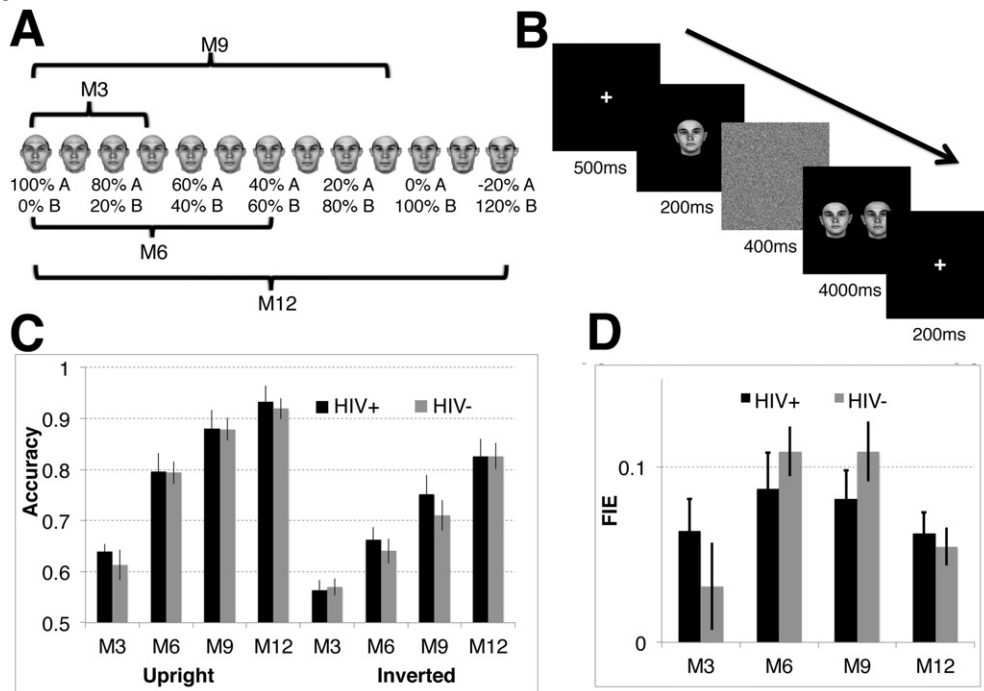 A
M9
M3
100% A 80% A 60% A 40% A 20% A 0% A -20% A
0% B 20% B 40% B 60% B 80% B 100% B 120% B
M6
M12
B
500ms
200ms
400ms
4000ms
200ms
C
1
0.9
0.8
0.7
0.6
0.5
Accuracy
HIV+ HIV-
M3 M6 M9 M12 M3 M6 M9 M12
Upright Inverted
D
HIV+ HIV-
0.1
0
FIE
M3 M6 M9 M12